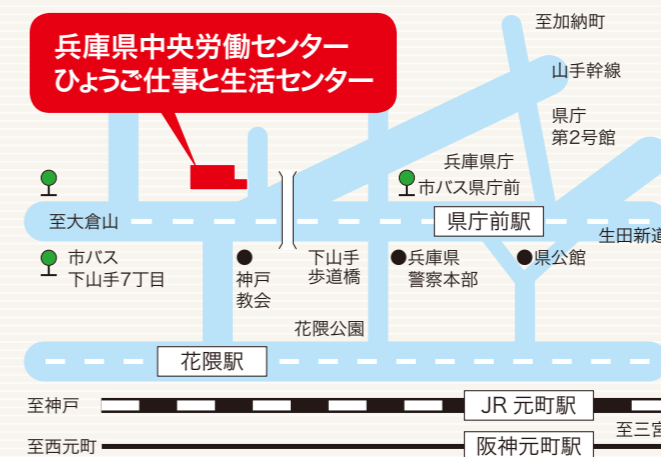 至加納町
兵庫県中央労働センター
ひょうご仕事と生活センター
山手幹線
県庁
第2号館
兵庫県庁
市バス県庁前
至大倉山
県庁前駅
生田新道
市バス
下山手7丁目
神戸
教会
下山手
歩道橋
兵庫県
警察本部
県公館
花隈公園
花隈駅
至神戸
JR 元町駅
至三宮
至西元町
阪神元町駅